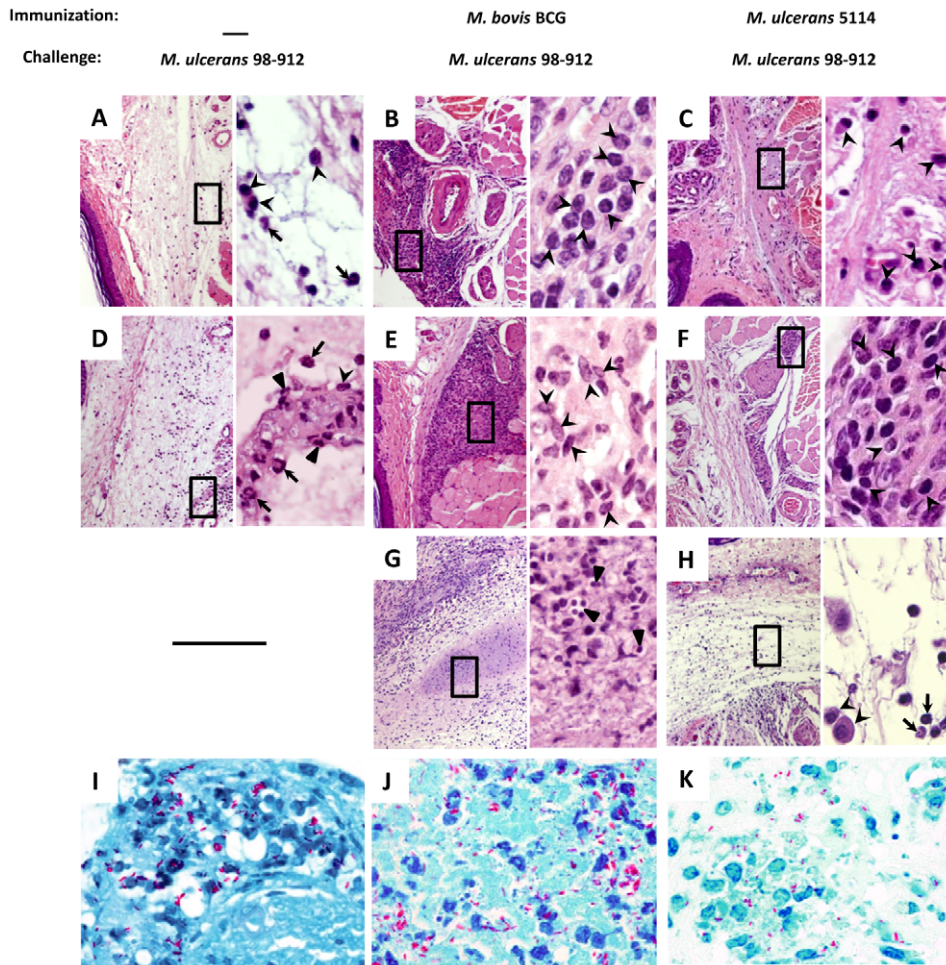 Immunization: — M. bovis BCG M. ulcerans 5114
Challenge: M. ulcerans 98-912 M. ulcerans 98-912 M. ulcerans 98-912
A B C
D E F
G H
I J K